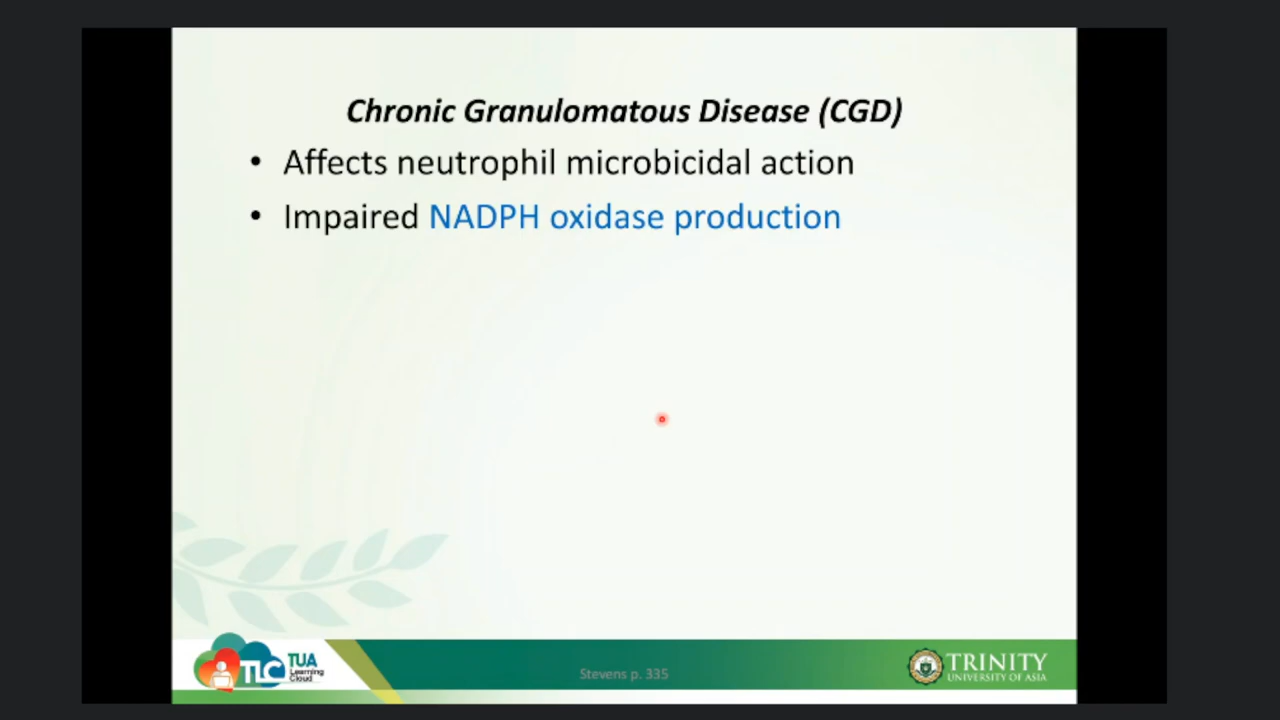 Chronic Granulomatous Disease (CGD)
• Affects neutrophil microbicidal action
• Impaired NADPH oxidase production
TLC TUA
Learning
Cloud
Stevens p. 335
TRINITY
UNIVERSITY OF ASIA